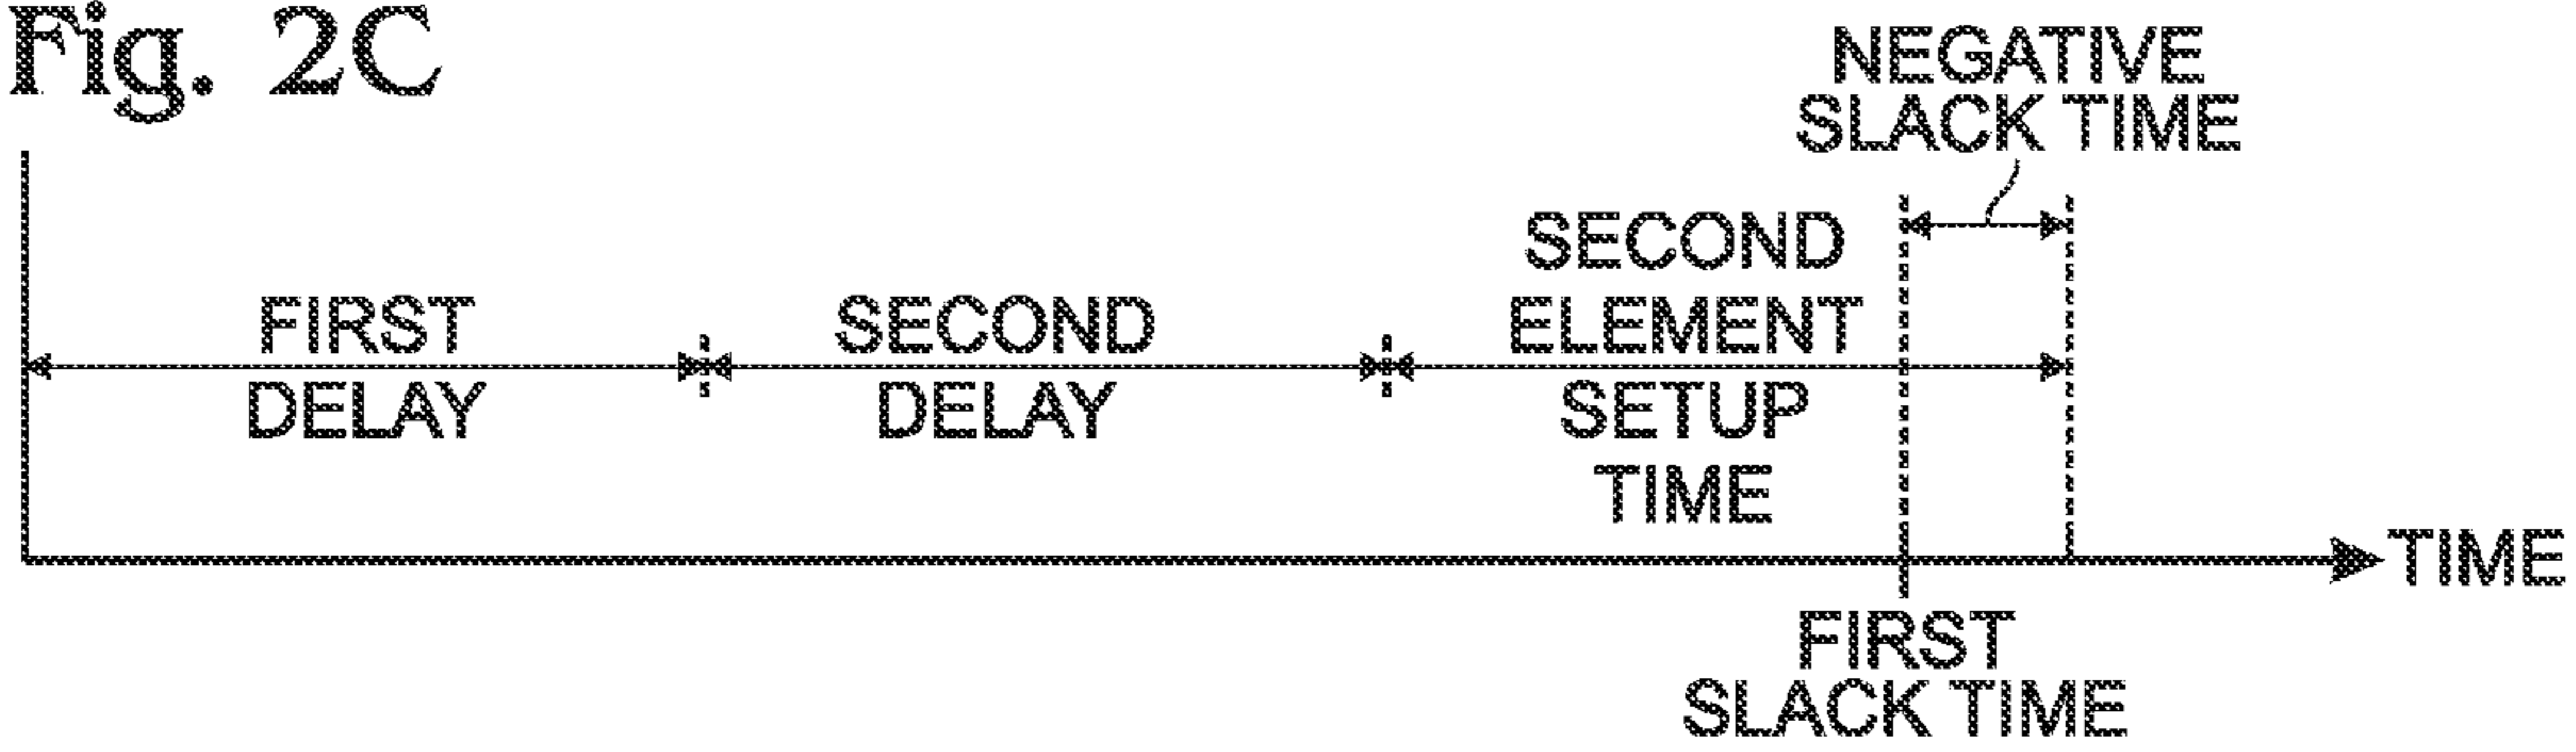 Fig. 2C
NEGATIVE
SLACK TIME
FIRST
DELAY
SECOND
DELAY
SECOND
ELEMENT
SETUP
TIME
TIME
FIRST
SLACK TIME